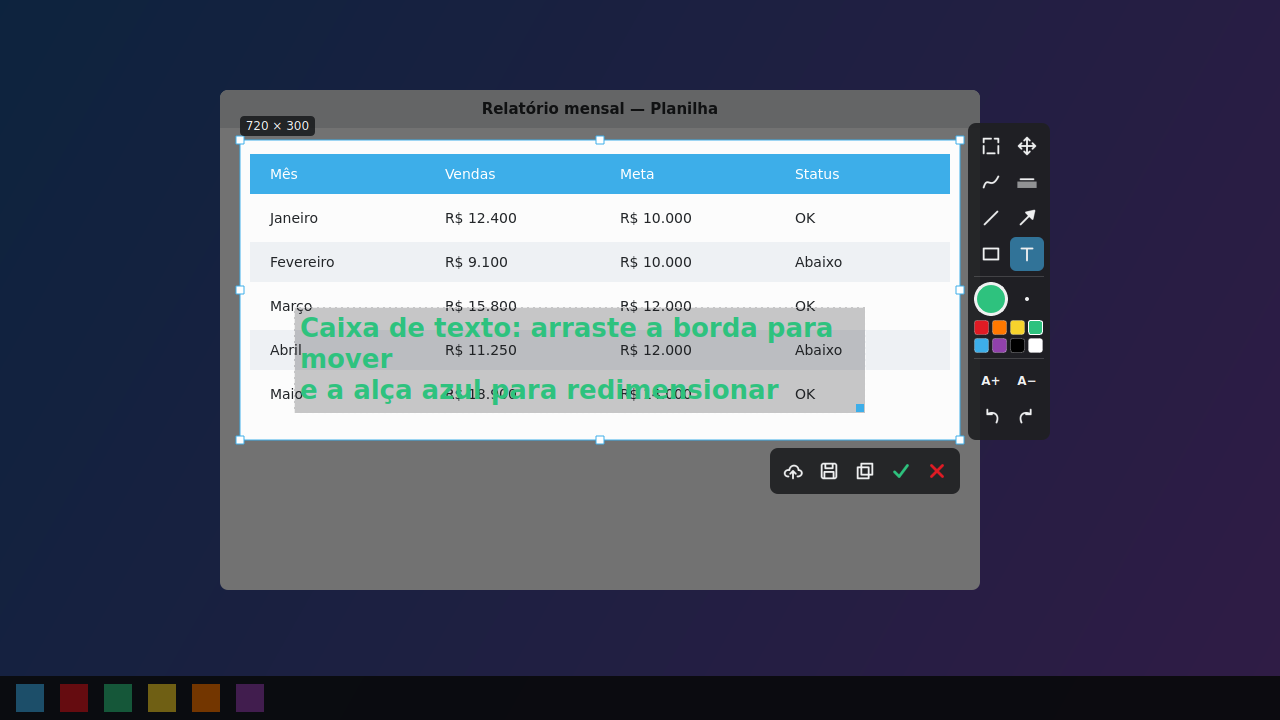 Relatório mensal — Planilha
720 × 300
Mês Vendas Meta Status
Janeiro R$ 12.400 R$ 10.000 OK
Fevereiro R$ 9.100 R$ 10.000 Abaixo
Março R$ 15.800 R$ 12.000 OK
Caixa de texto: arraste a borda para
mover
Abril R$ 11.250 R$ 12.000 Abaixo
e a alça azul para redimensionar
Maio OK
A+ A−